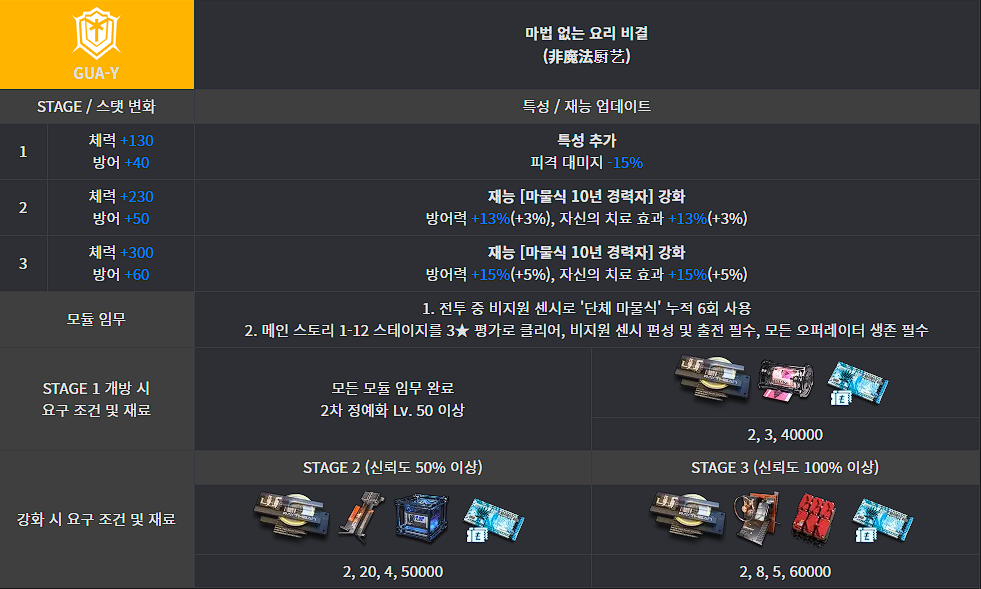 GUA-Y
마법 없는 요리 비결
(非魔法厨艺)
STAGE / 스탯 변화
특성 / 재능 업데이트
1
체력 +130
방어 +40
특성 추가
피격 대미지 -15%
2
체력 +230
방어 +50
재능 [마물식 10년 경력자] 강화
방어력 +13%(+3%), 자신의 치료 효과 +13%(+3%)
3
체력 +300
방어 +60
재능 [마물식 10년 경력자] 강화
방어력 +15%(+5%), 자신의 치료 효과 +15%(+5%)
모듈 임무
1. 전투 중 비지원 센시로 '단체 마물식' 누적 6회 사용
2. 메인 스토리 1-12 스테이지를 3★ 평가로 클리어, 비지원 센시 편성 및 출전 필수, 모든 오퍼레이터 생존 필수
STAGE 1 개방 시
요구 조건 및 재료
모든 모듈 임무 완료
2차 정예화 Lv. 50 이상
2, 3, 40000
강화 시 요구 조건 및 재료
STAGE 2 (신뢰도 50% 이상)
STAGE 3 (신뢰도 100% 이상)
2, 20, 4, 50000
2, 8, 5, 60000